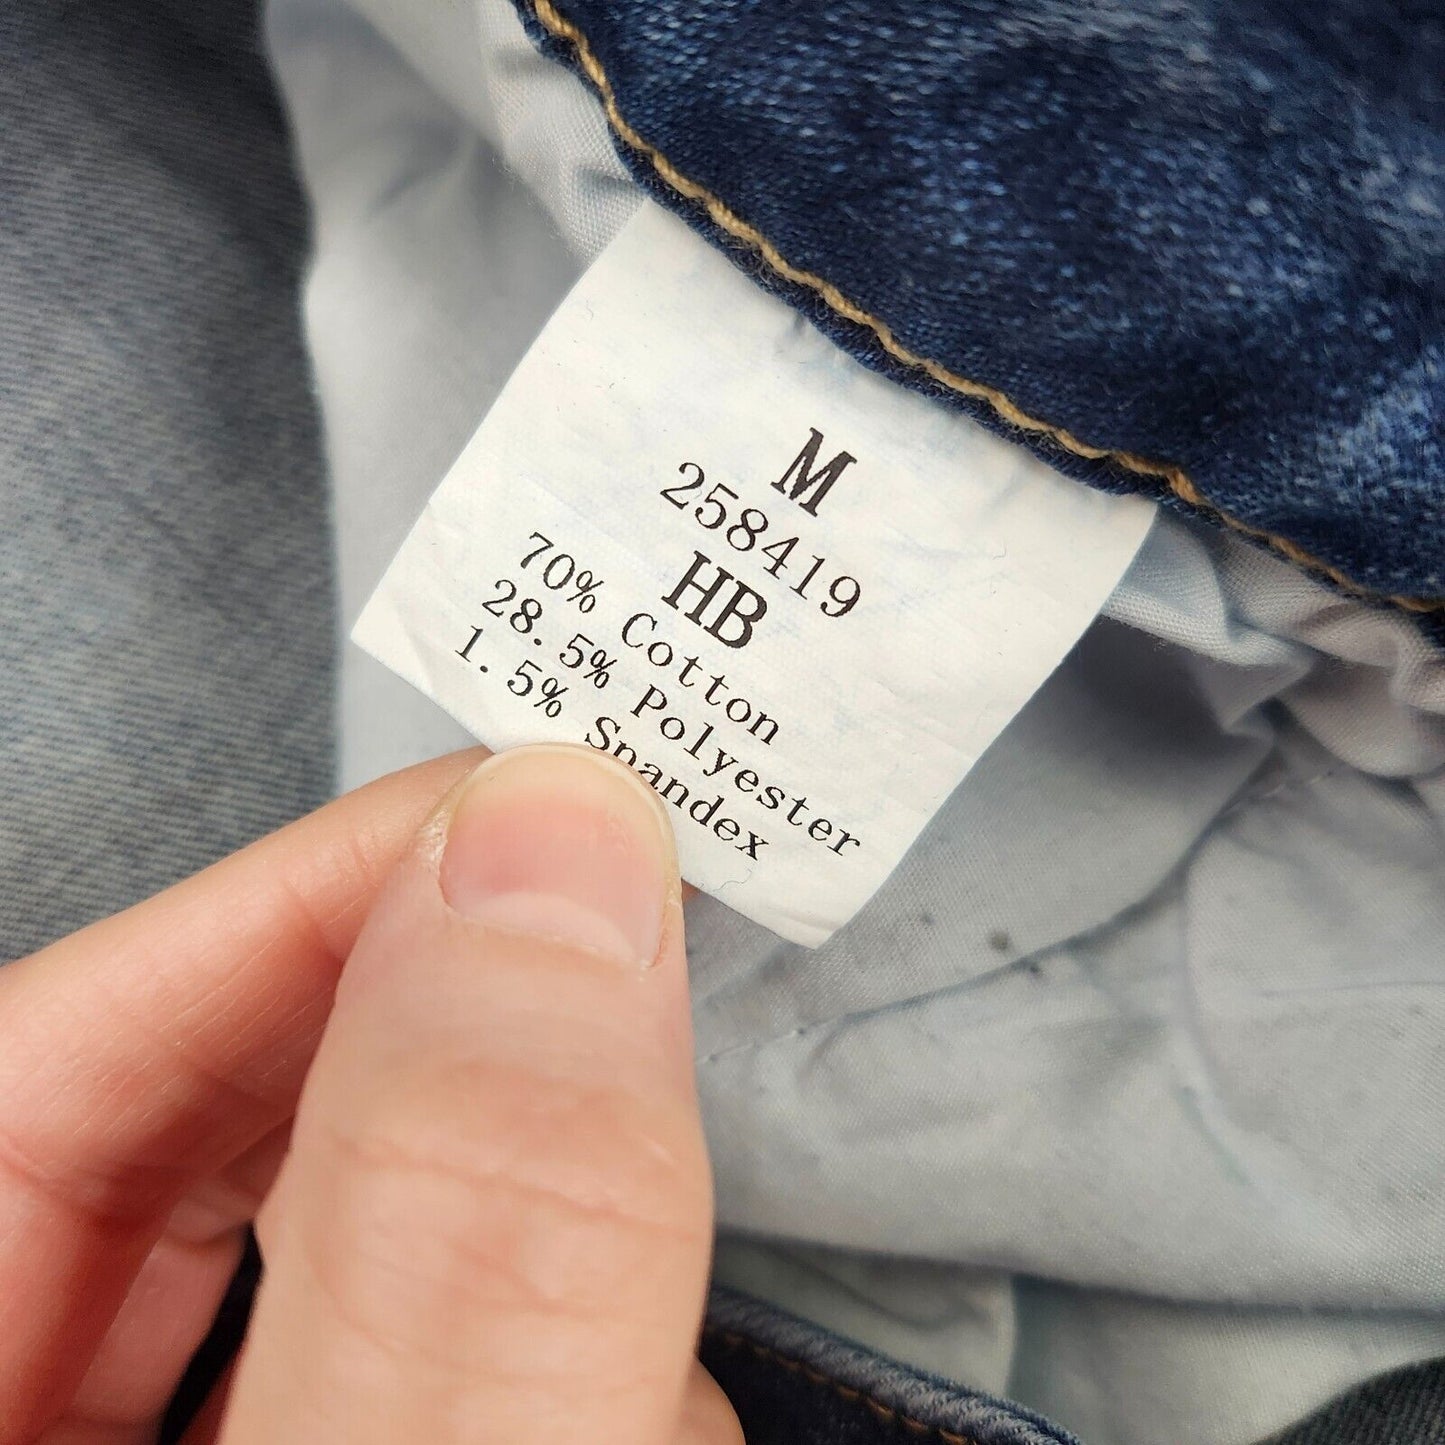 M
258419
HB
70% Cotton
28.5% Polyester
1.5% Spandex